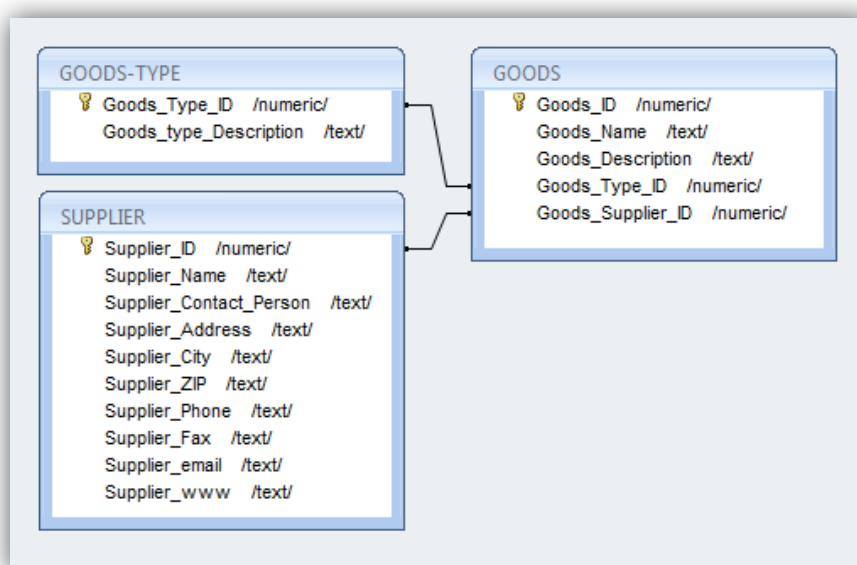 GOODS-TYPE
Goods_Type_ID /numeric/
Goods_type_Description /text/
SUPPLIER
Supplier_ID /numeric/
Supplier_Name /text/
Supplier_Contact_Person /text/
Supplier_Address /text/
Supplier_City /text/
Supplier_ZIP /text/
Supplier_Phone /text/
Supplier_Fax /text/
Supplier_email /text/
Supplier_www /text/
GOODS
Goods_ID /numeric/
Goods_Name /text/
Goods_Description /text/
Goods_Type_ID /numeric/
Goods_Supplier_ID /numeric/